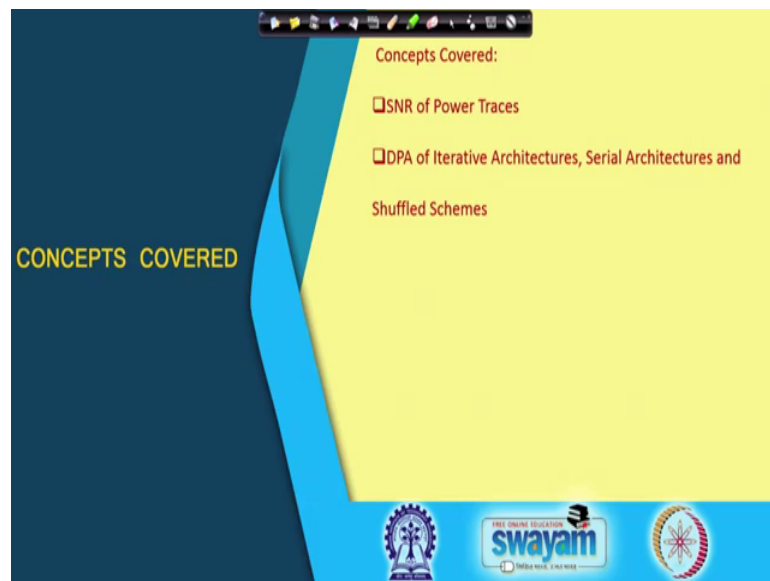 Concepts Covered:
❑SNR of Power Traces
❑DPA of Iterative Architectures, Serial Architectures and
Shuffled Schemes
CONCEPTS COVERED
FREE ONLINE EDUCATION
swayam